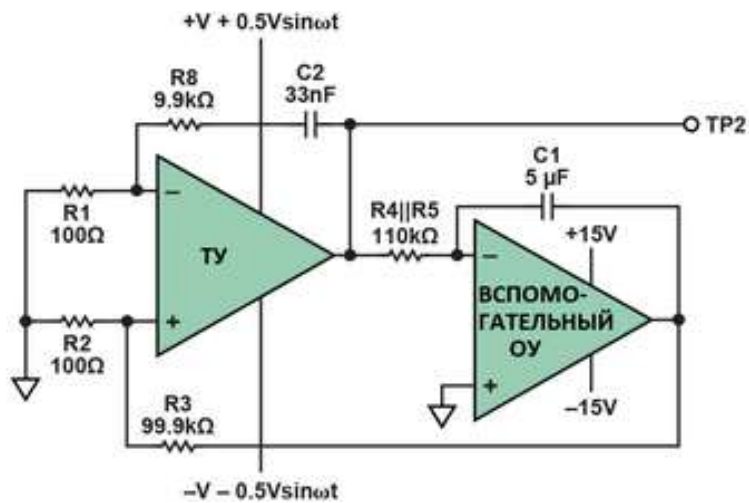 +V + 0.5Vsinωt
R8
9.9kΩ
C2
33nF
TP2
C1
5 µF
R1
100Ω
−
ТУ
+
R4||R5
110kΩ
−
+15V
ВСПОМО-
ГАТЕЛЬНЫЙ
ОУ
+
−15V
R2
100Ω
R3
99.9kΩ
−V − 0.5Vsinωt